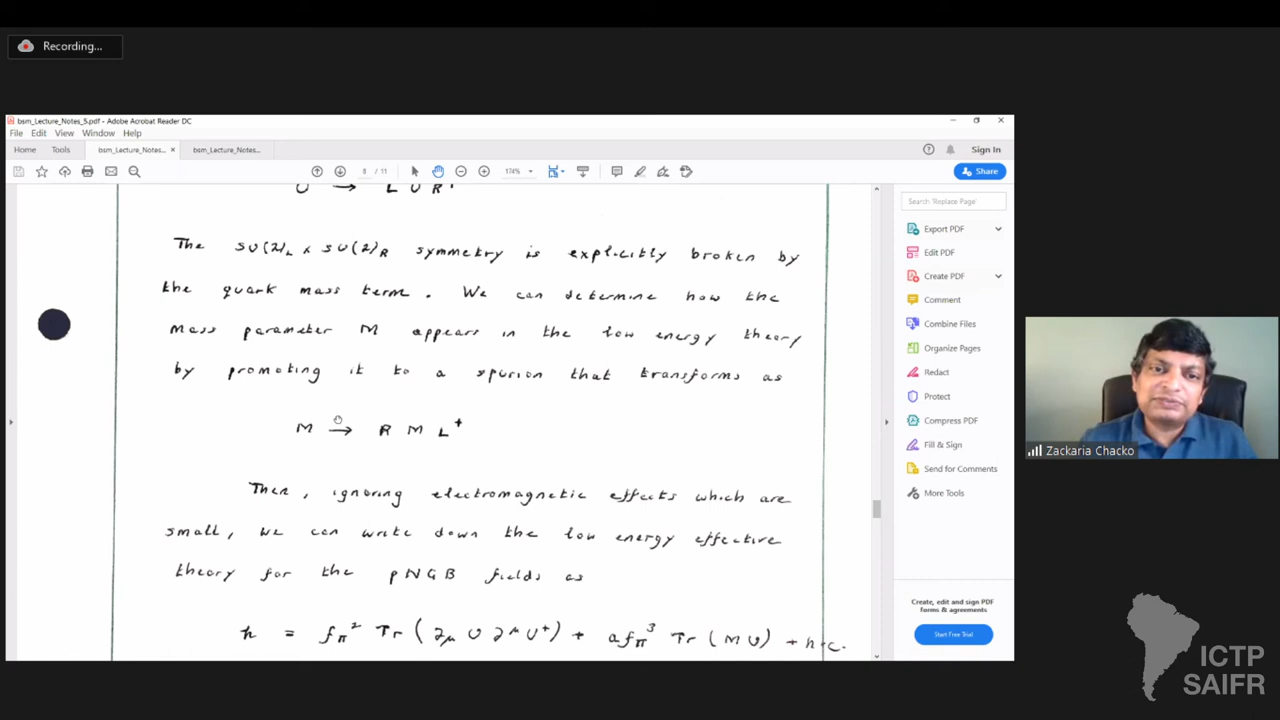 Recording...
bsm_Lecture_Notes_5.pdf - Adobe Acrobat Reader DC
File Edit View Window Help
Home Tools bsm_Lecture_Notes... × bsm_Lecture_Notes... Sign In
8 / 11 174% Share
U → L U R†
The SU(2)L x SU(2)R symmetry is explicitly broken by
the quark mass term. We can determine how the
mass parameter M appears in the low energy theory
by promoting it to a spurion that transforms as
M → R M L†
Then, ignoring electromagnetic effects which are
small, we can write down the low energy effective
theory for the pNGB fields as
= fπ² Tr (∂μ U ∂μ U†) + a fπ³ Tr (M U) + h.c.
Search 'Replace Page'
Export PDF
Edit PDF
Create PDF
Comment
Combine Files
Organize Pages
Redact
Protect
Compress PDF
Fill & Sign
Send for Comments
More Tools
Create, edit and sign PDF
forms & agreements
Start Free Trial
Zackaria Chacko
ICTP
SAIFR